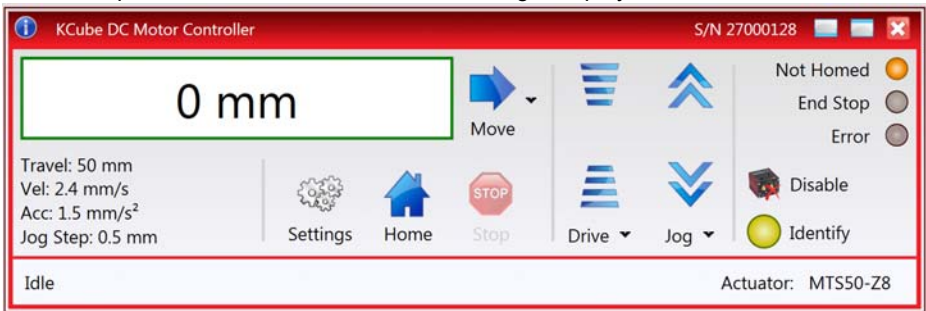 KCube DC Motor Controller
S/N 27000128
0 mm
Move
Not Homed
End Stop
Error
Travel: 50 mm
Vel: 2.4 mm/s
Acc: 1.5 mm/s²
Jog Step: 0.5 mm
Settings
Home
STOP
Stop
Drive
Jog
Disable
Identify
Idle
Actuator: MTS50-Z8